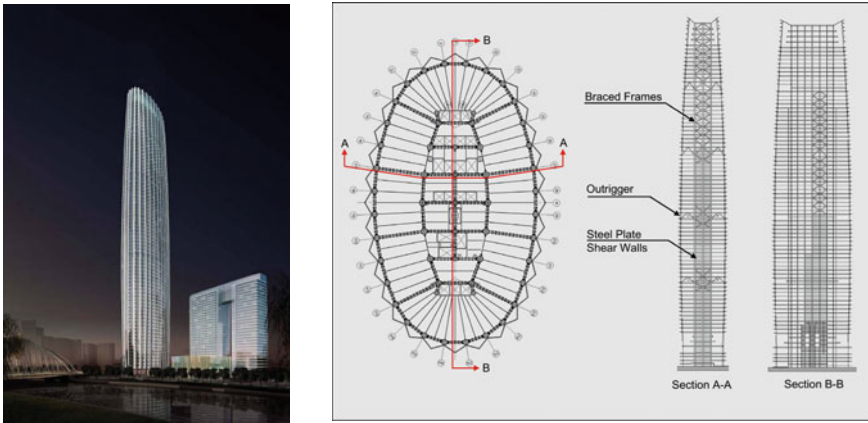 B
A
A
B
Braced Frames
Outrigger
Steel Plate
Shear Walls
Section A-A
Section B-B